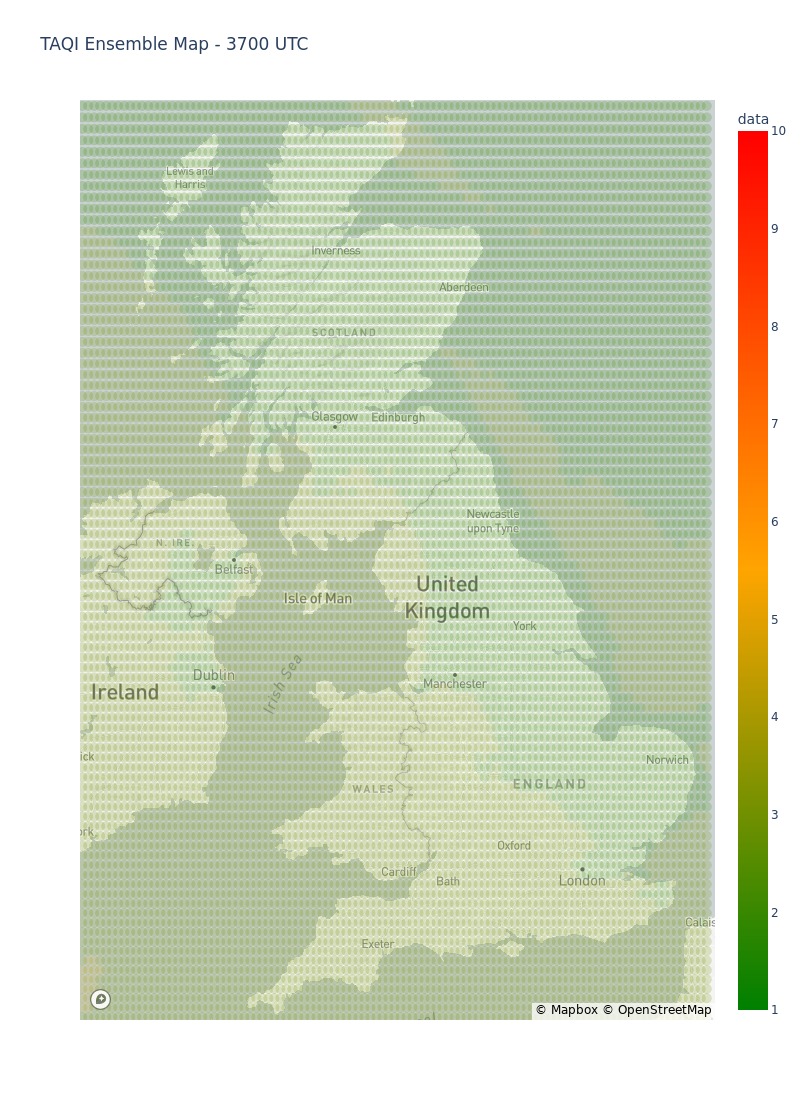 TAQI Ensemble Map - 3700 UTC
data
10
9
8
7
6
5
4
3
2
1
Lewis and
Harris
Inverness
Aberdeen
SCOTLAND
Glasgow
Edinburgh
Newcastle
upon Tyne
N. IRE.
Belfast
Isle of Man
United
Kingdom
York
Dublin
Manchester
Ireland
Irish Sea
ick
Norwich
WALES
ENGLAND
ork
Oxford
Cardiff
Bath
London
Calais
Exeter
© Mapbox © OpenStreetMap